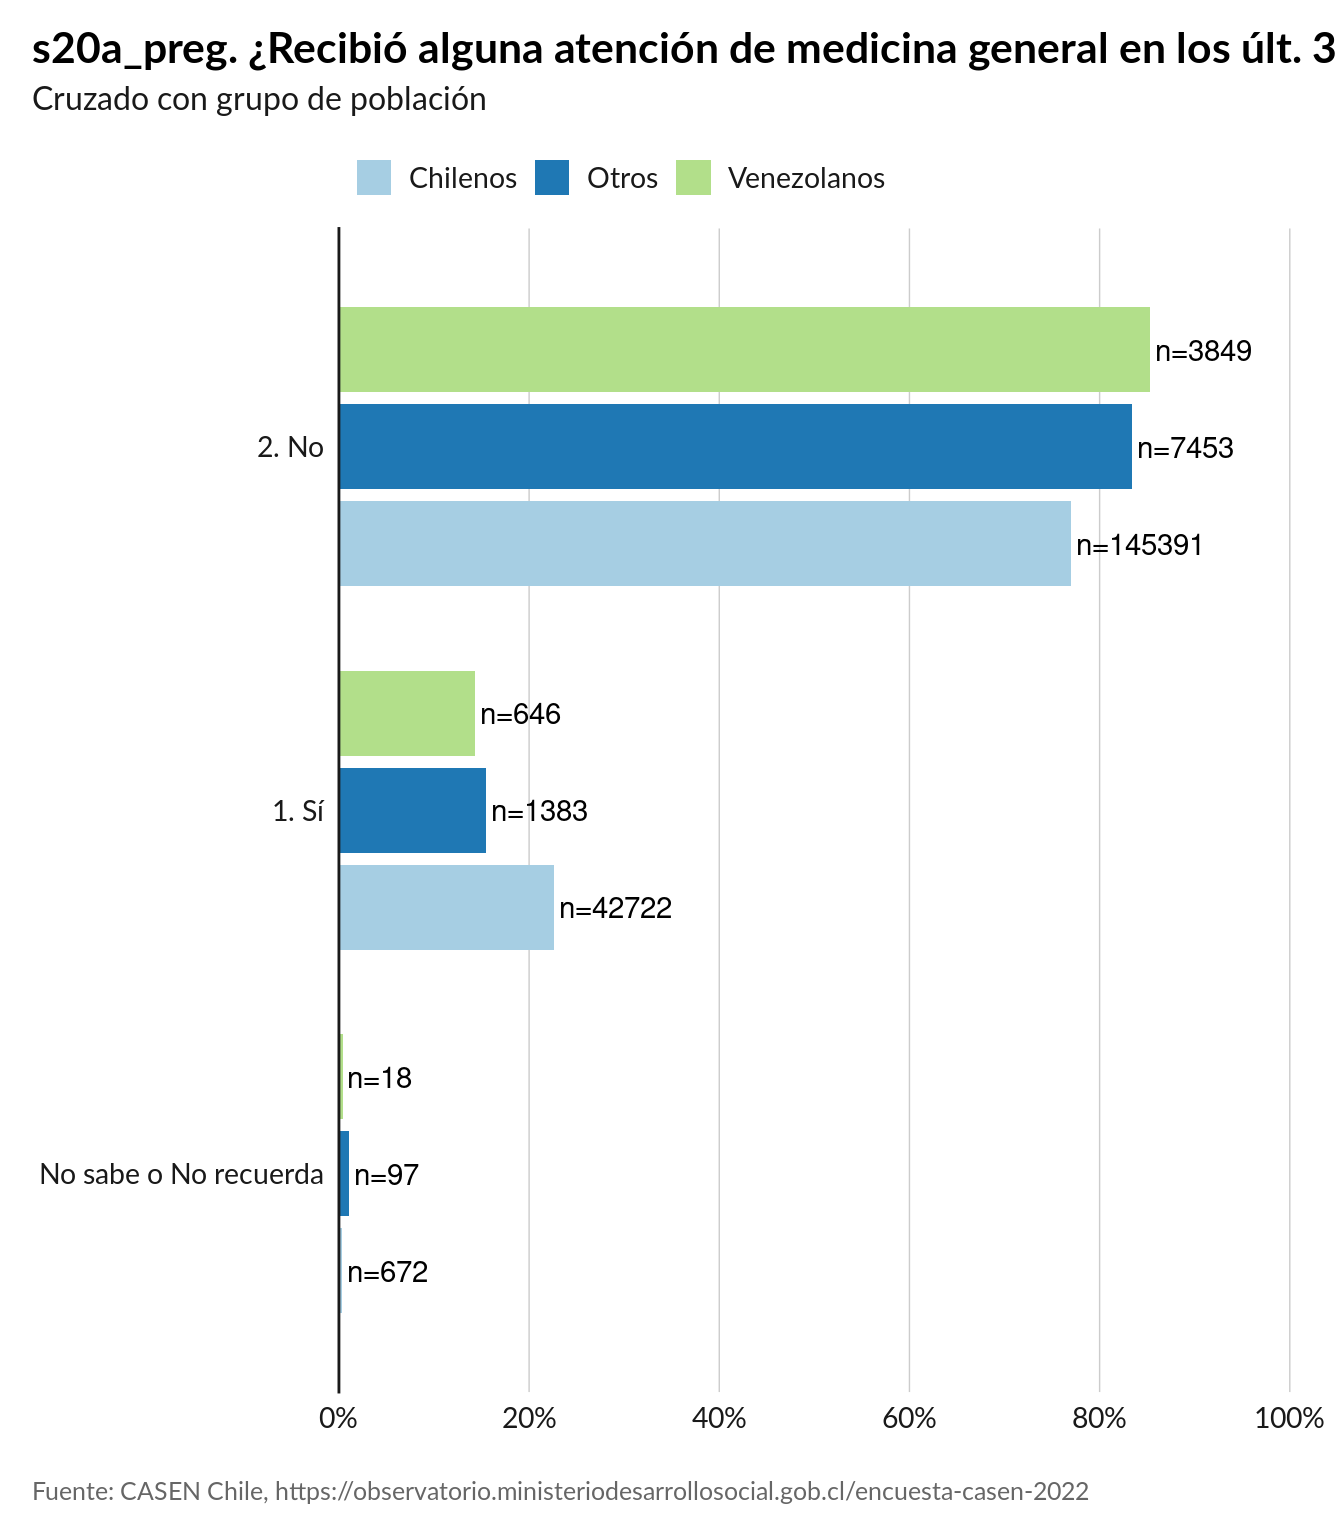 s20a_preg. ¿Recibió alguna atención de medicina general en los últ. 3
Cruzado con grupo de población
Chilenos Otros Venezolanos
n=3849
2. No n=7453
n=145391
n=646
1. Sí n=1383
n=42722
n=18
No sabe o No recuerda n=97
n=672
0% 20% 40% 60% 80% 100%
Fuente: CASEN Chile, https://observatorio.ministeriodesarrollosocial.gob.cl/encuesta-casen-2022